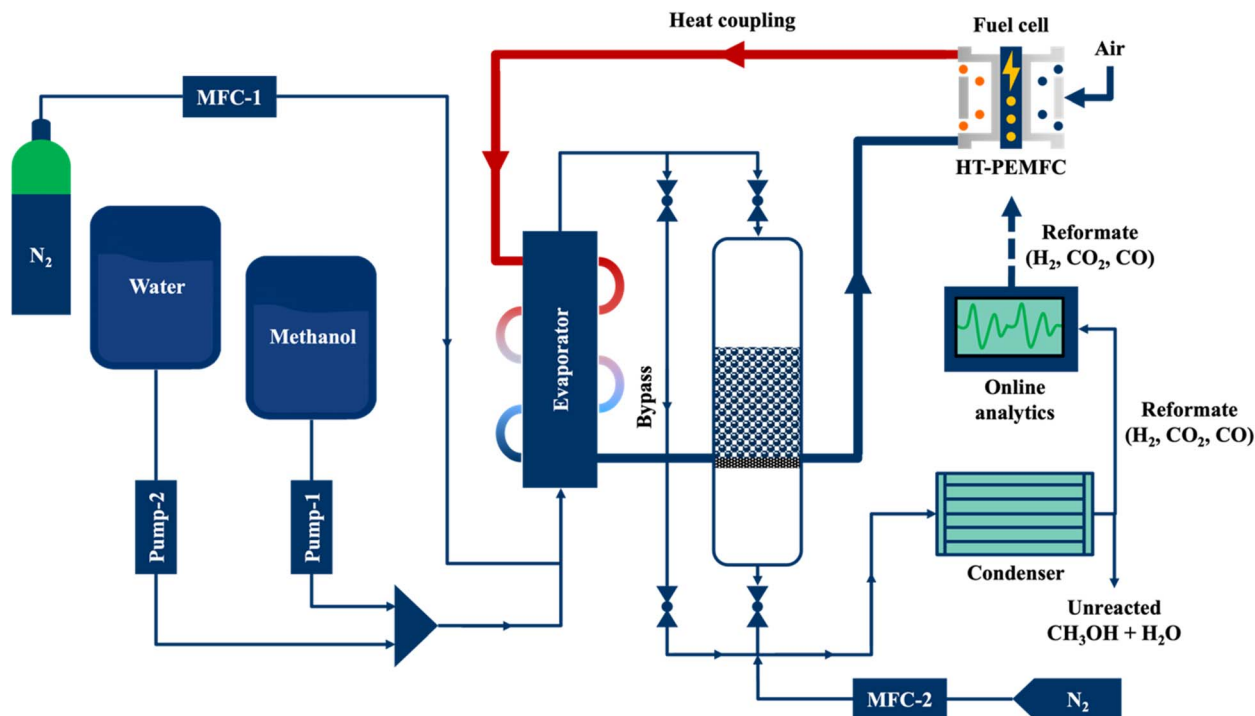 Heat coupling
Fuel cell
Air
MFC-1
HT-PEMFC
N₂
Water
Methanol
Evaporator
Bypass
Reformate
(H₂, CO₂, CO)
Online
analytics
Reformate
(H₂, CO₂, CO)
Pump-2
Pump-1
Condenser
Unreacted
CH₃OH + H₂O
MFC-2
N₂